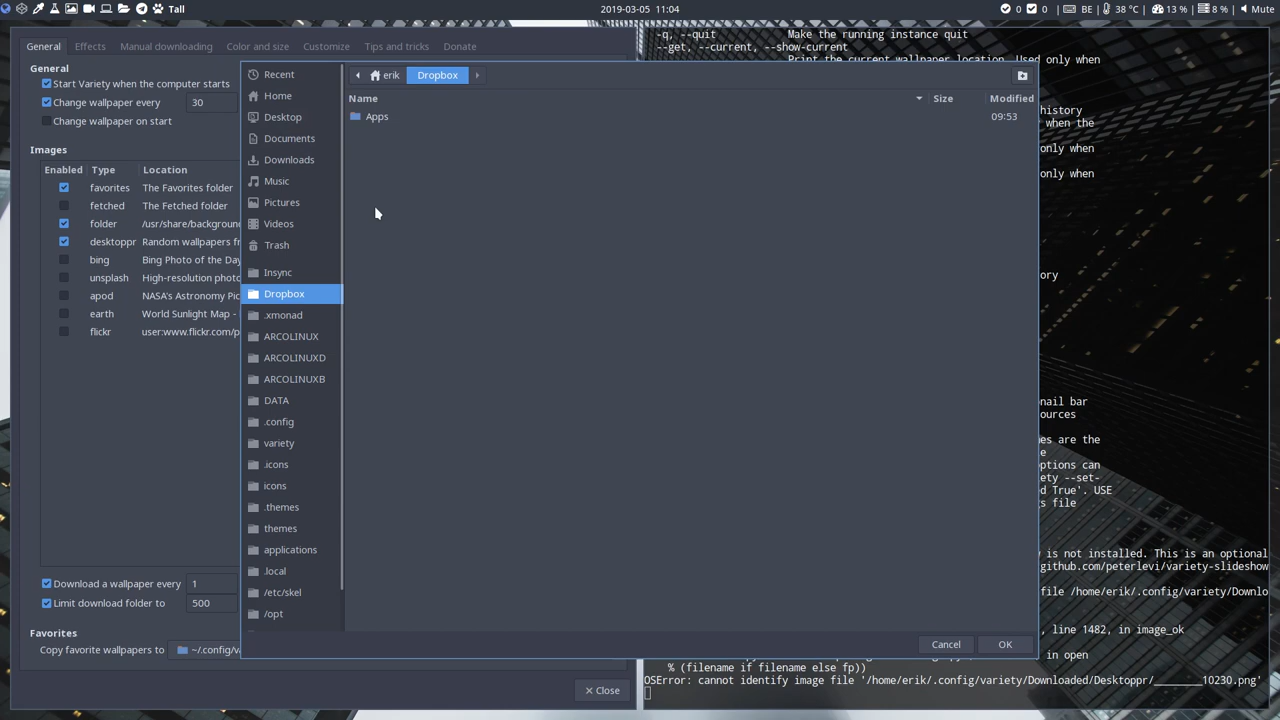 Tall
2019-03-05 11:04
0 0 BE 38 °C 13 % 8 % Mute
General Effects Manual downloading Color and size Customize Tips and tricks Donate
General
Start Variety when the computer starts
Change wallpaper every 30
Change wallpaper on start
Images
Enabled Type Location
favorites The Favorites folder
fetched The Fetched folder
folder /usr/share/background
desktoppr Random wallpapers fr
bing Bing Photo of the Day
unsplash High-resolution photo
apod NASA's Astronomy Pic
earth World Sunlight Map -
flickr user:www.flickr.com/p
Download a wallpaper every 1
Limit download folder to 500
Favorites
Copy favorite wallpapers to ~/.config/va
Close
Recent
Home
Desktop
Documents
Downloads
Music
Pictures
Videos
Trash
Insync
Dropbox
.xmonad
ARCOLINUX
ARCOLINUXD
ARCOLINUXB
DATA
.config
variety
.icons
icons
.themes
themes
applications
.local
/etc/skel
/opt
erik Dropbox
Name Size Modified
Apps 09:53
Cancel OK
-q, --quit Make the running instance quit
--get, --current, --show-current
Print the current wallpaper location. Used only when
history
when the
only when
only when
ory
nail bar
ources
es are the
e
ptions can
ety --set-
d True'. USE
gs file
w is not installed. This is an optional
github.com/peterlevi/variety-slideshow
file /home/erik/.config/variety/Downlo
, line 1482, in image_ok
in open
% (filename if filename else fp))
OSError: cannot identify image file '/home/erik/.config/variety/Downloaded/Desktoppr/________10230.png'